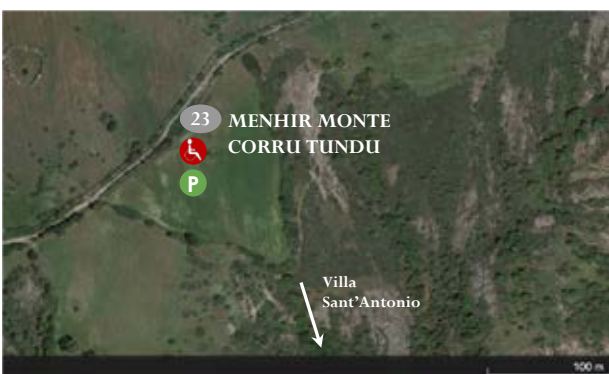 23 MENHIR MONTE
CORRU TUNDU
P
Villa
Sant'Antonio
100 m